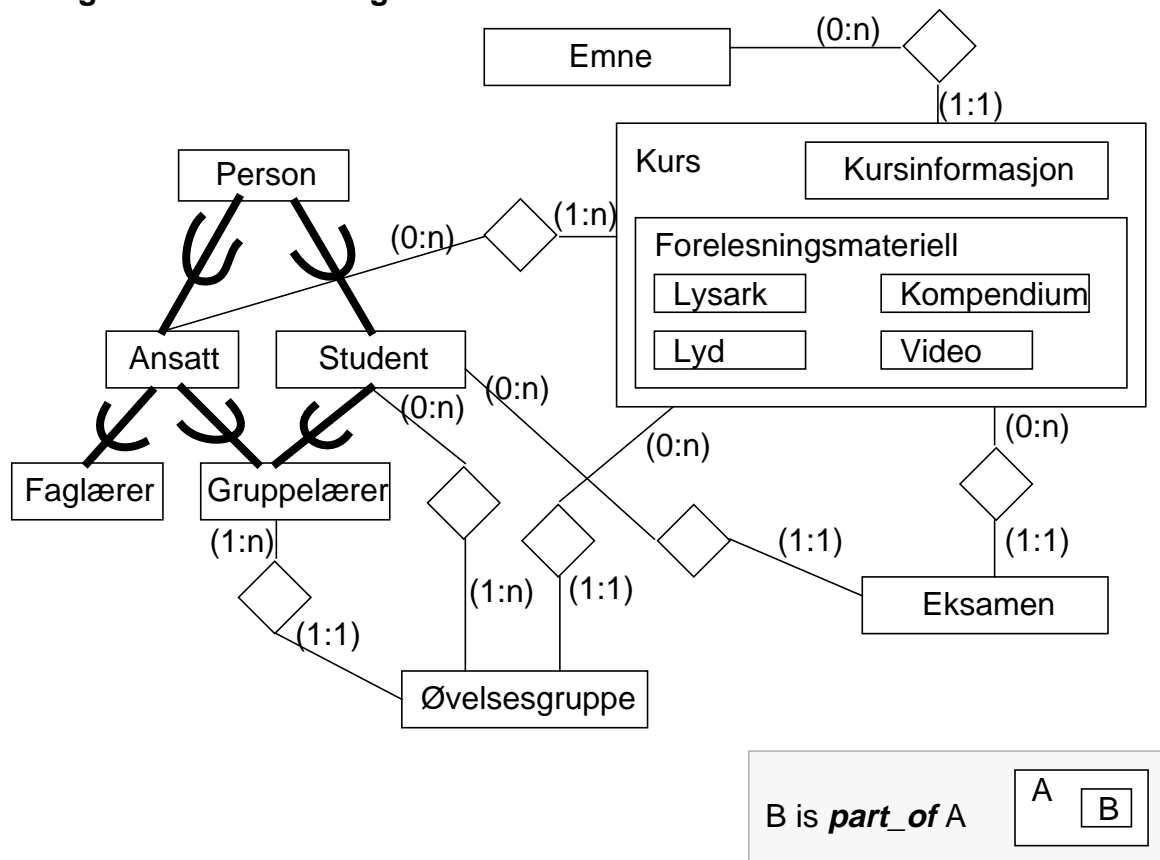 (0:n)
Emne
(1:1)
Kurs
Kursinformasjon
Person
(0:n)
(1:n)
Forelesningsmateriell
Lysark
Kompendium
Lyd
Video
Ansatt
Student
(0:n)
(0:n)
(0:n)
(0:n)
Faglærer
Gruppelærer
(1:n)
(1:1)
(1:1)
(1:n)
(1:1)
Eksamen
(1:1)
Øvelsesgruppe
B is part_of A
A
B